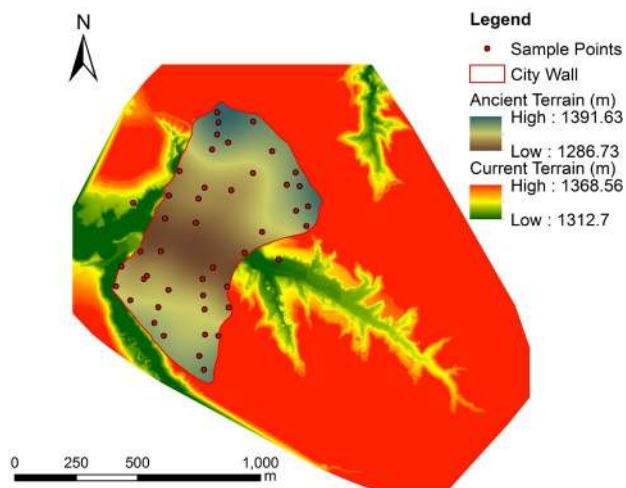 N
Legend
Sample Points
City Wall
Ancient Terrain (m)
High : 1391.63
Low : 1286.73
Current Terrain (m)
High : 1368.56
Low : 1312.7
0 250 500 1,000
m